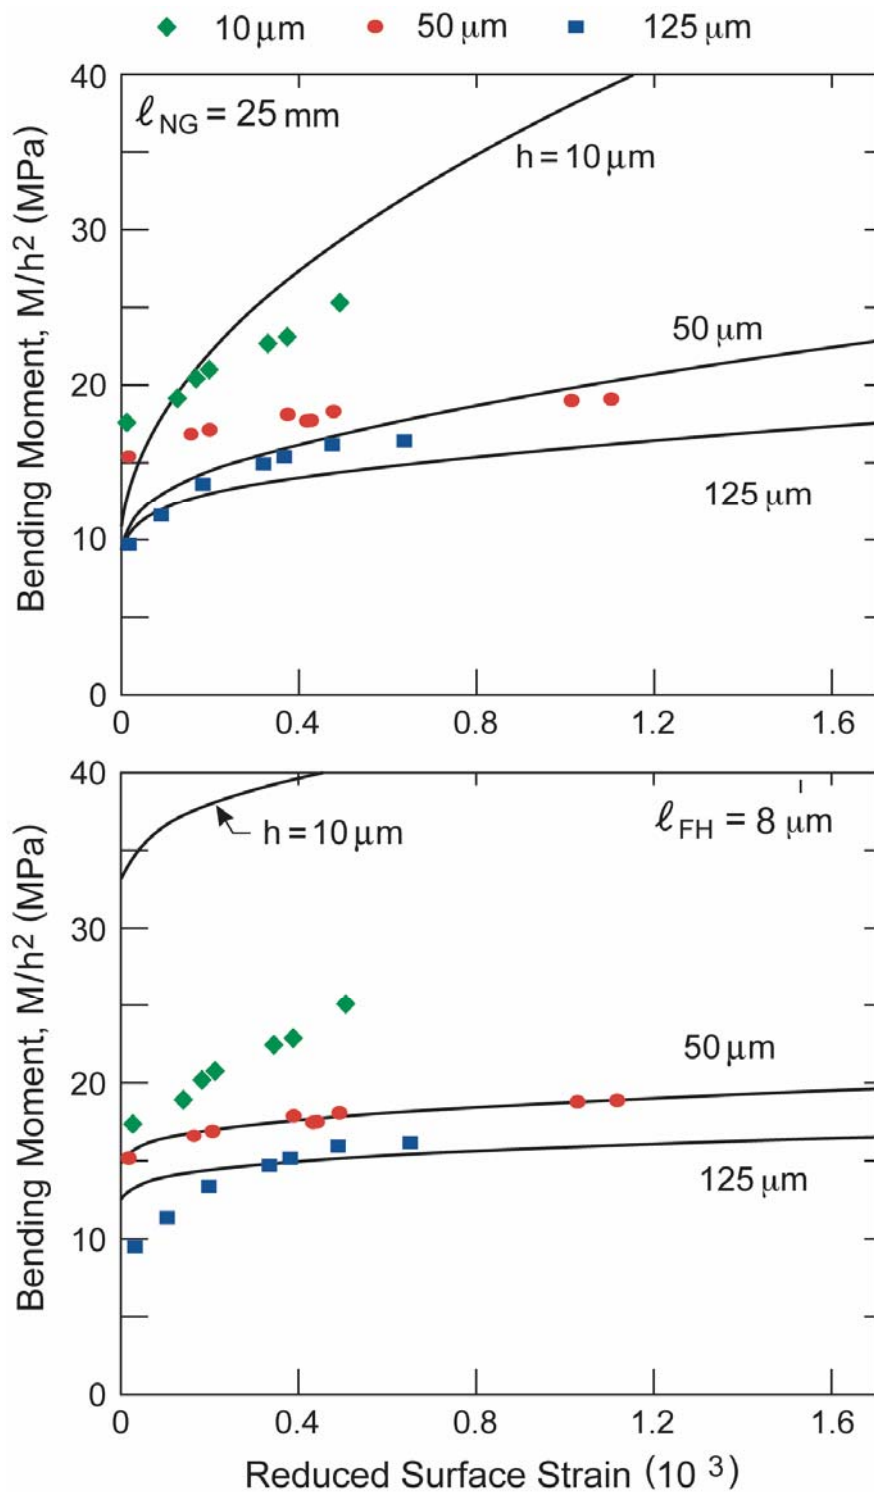 10 μm 50 μm 125 μm
40
ℓNG = 25 mm
h = 10 μm
30
50 μm
20
125 μm
10
0
0 0.4 0.8 1.2 1.6
Bending Moment, M/h² (MPa)
40
h = 10 μm
ℓFH = 8 μm
30
50 μm
20
125 μm
10
0
0 0.4 0.8 1.2 1.6
Bending Moment, M/h² (MPa)
Reduced Surface Strain (10 ³)